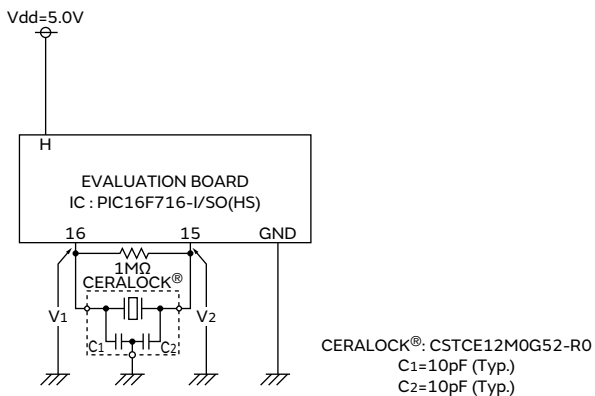 Vdd=5.0V
H
EVALUATION BOARD
IC : PIC16F716-I/SO(HS)
16 15 GND
1MΩ
CERALOCK®
V1 V2
C1 C2
CERALOCK®: CSTCE12M0G52-R0
C1=10pF (Typ.)
C2=10pF (Typ.)